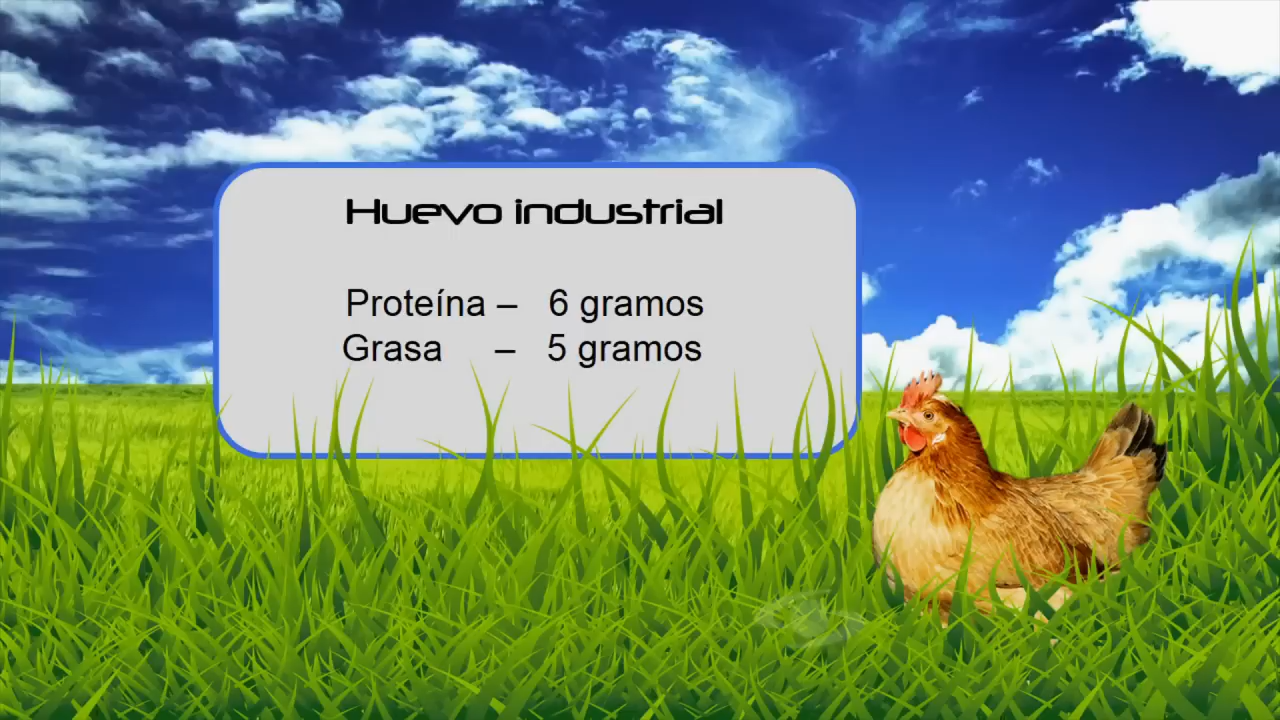 Huevo industrial
Proteína – 6 gramos
Grasa – 5 gramos